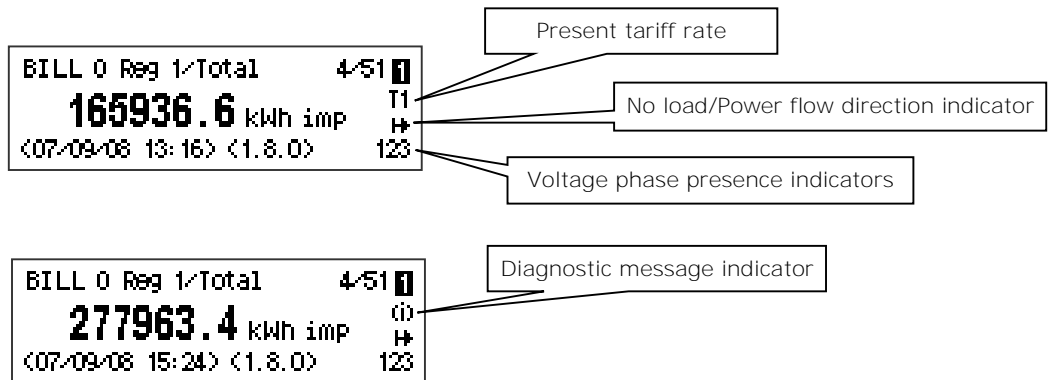 Present tariff rate
BILL 0 Reg 1/Total 4/51 1
T1
165936.6 kWh imp
No load/Power flow direction indicator
(07/09/08 13:16) (1.8.0) 123
Voltage phase presence indicators
Diagnostic message indicator
BILL 0 Reg 1/Total 4/51 1
(i)
277963.4 kWh imp
(07/09/08 15:24) (1.8.0) 123